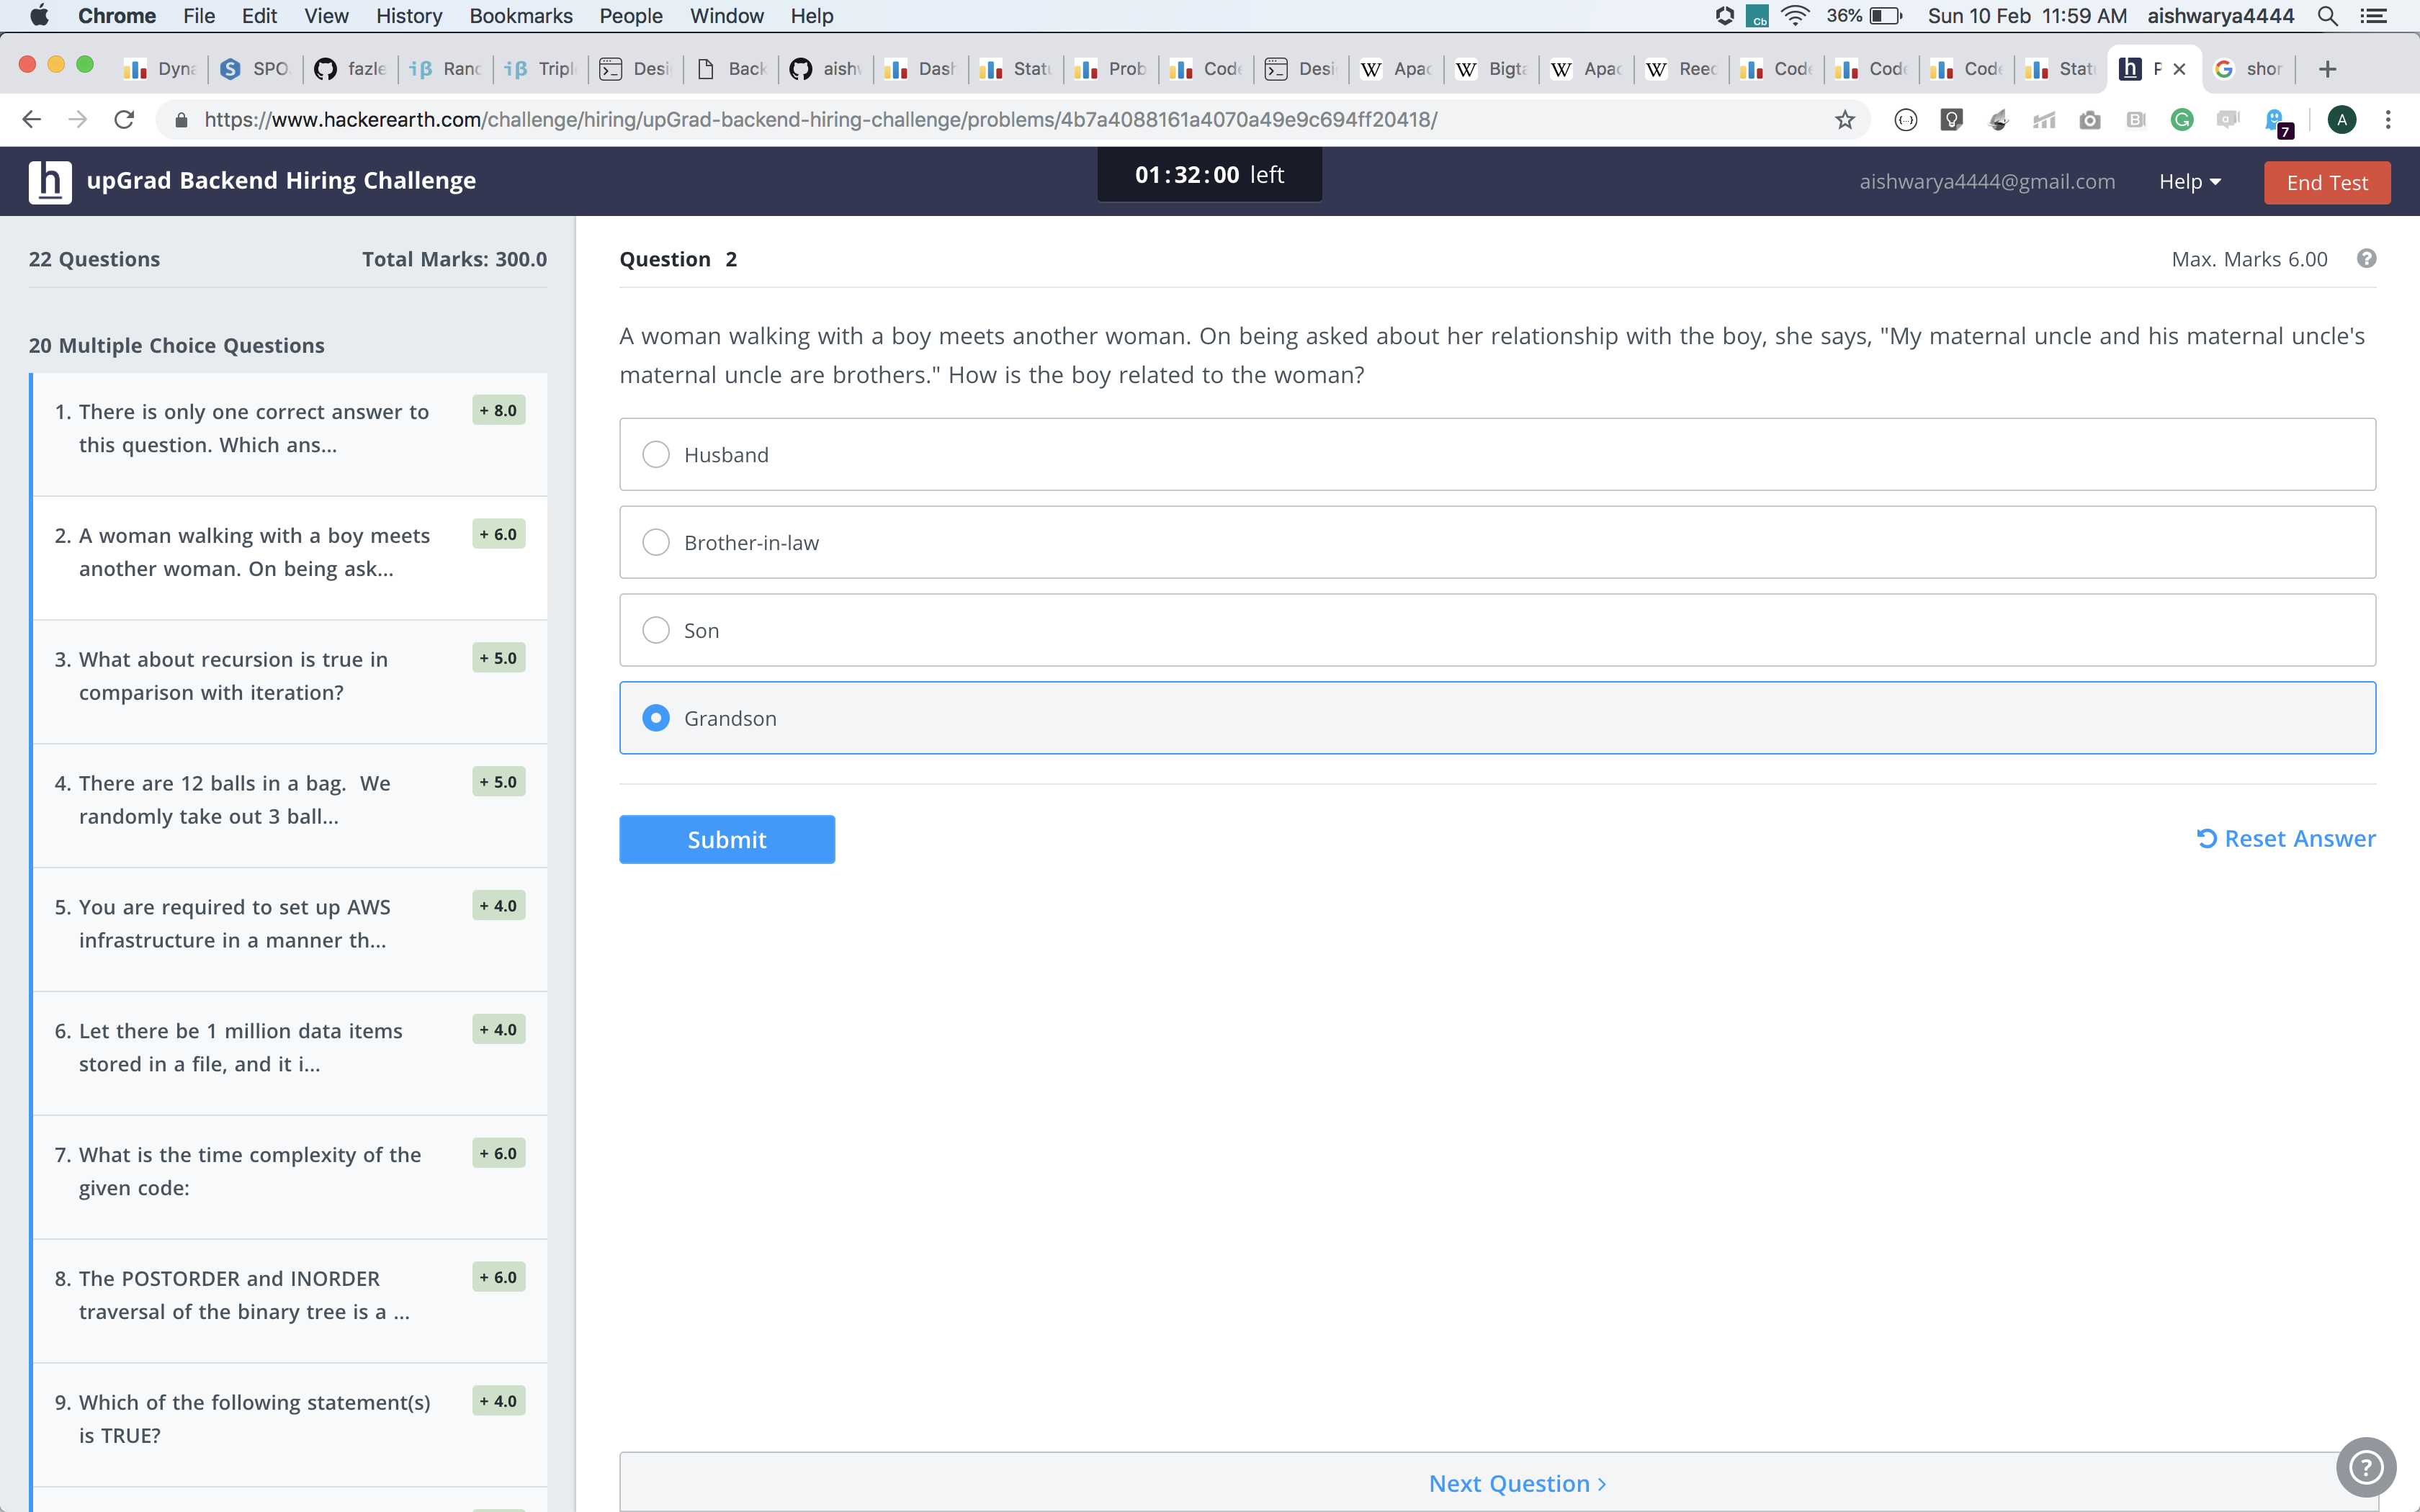 Chrome File Edit View History Bookmarks People Window Help
Cb 36% Sun 10 Feb 11:59 AM aishwarya4444
Dyna SPO fazle Ranc Triple Desi Back aishw Dash Statu Prob Code Desi Apac Bigta Apac Reec Code Code Code Statu P shor
https://www.hackerearth.com/challenge/hiring/upGrad-backend-hiring-challenge/problems/4b7a4088161a4070a49e9c694ff20418/
7 A
h upGrad Backend Hiring Challenge
01:32:00 left
aishwarya4444@gmail.com Help End Test
22 Questions Total Marks: 300.0
20 Multiple Choice Questions
1. There is only one correct answer to + 8.0
this question. Which ans...
2. A woman walking with a boy meets + 6.0
another woman. On being ask...
3. What about recursion is true in + 5.0
comparison with iteration?
4. There are 12 balls in a bag. We + 5.0
randomly take out 3 ball...
5. You are required to set up AWS + 4.0
infrastructure in a manner th...
6. Let there be 1 million data items + 4.0
stored in a file, and it i...
7. What is the time complexity of the + 6.0
given code:
8. The POSTORDER and INORDER + 6.0
traversal of the binary tree is a ...
9. Which of the following statement(s) + 4.0
is TRUE?
Question 2 Max. Marks 6.00 ?
A woman walking with a boy meets another woman. On being asked about her relationship with the boy, she says, "My maternal uncle and his maternal uncle's
maternal uncle are brothers." How is the boy related to the woman?
Husband
Brother-in-law
Son
Grandson
Submit Reset Answer
Next Question >
?